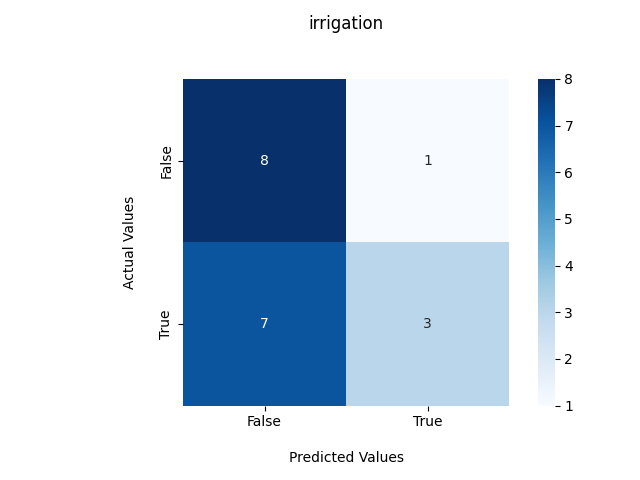 irrigation
8
False
8
1
7
6
Actual Values
5
4
True
7
3
3
2
1
False
True
Predicted Values